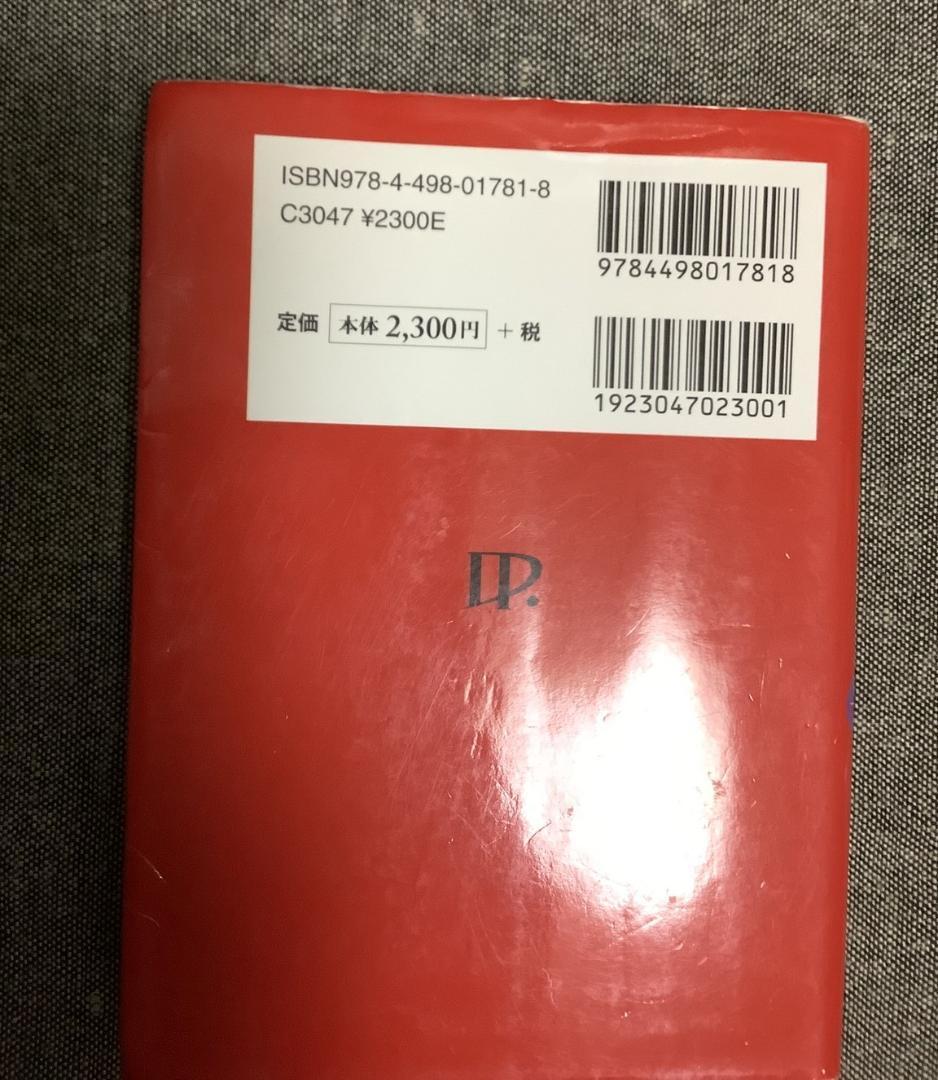 ISBN978-4-498-01781-8
C3047 ¥2300E
9784498017818
定価 本体 2,300円 + 税
1923047023001